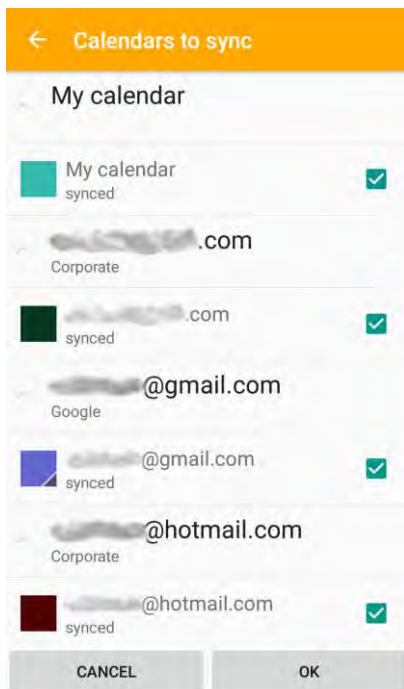 Calendars to sync
My calendar
My calendar
synced
.com
Corporate
.com
synced
@gmail.com
Google
@gmail.com
synced
@hotmail.com
Corporate
@hotmail.com
synced
CANCEL OK